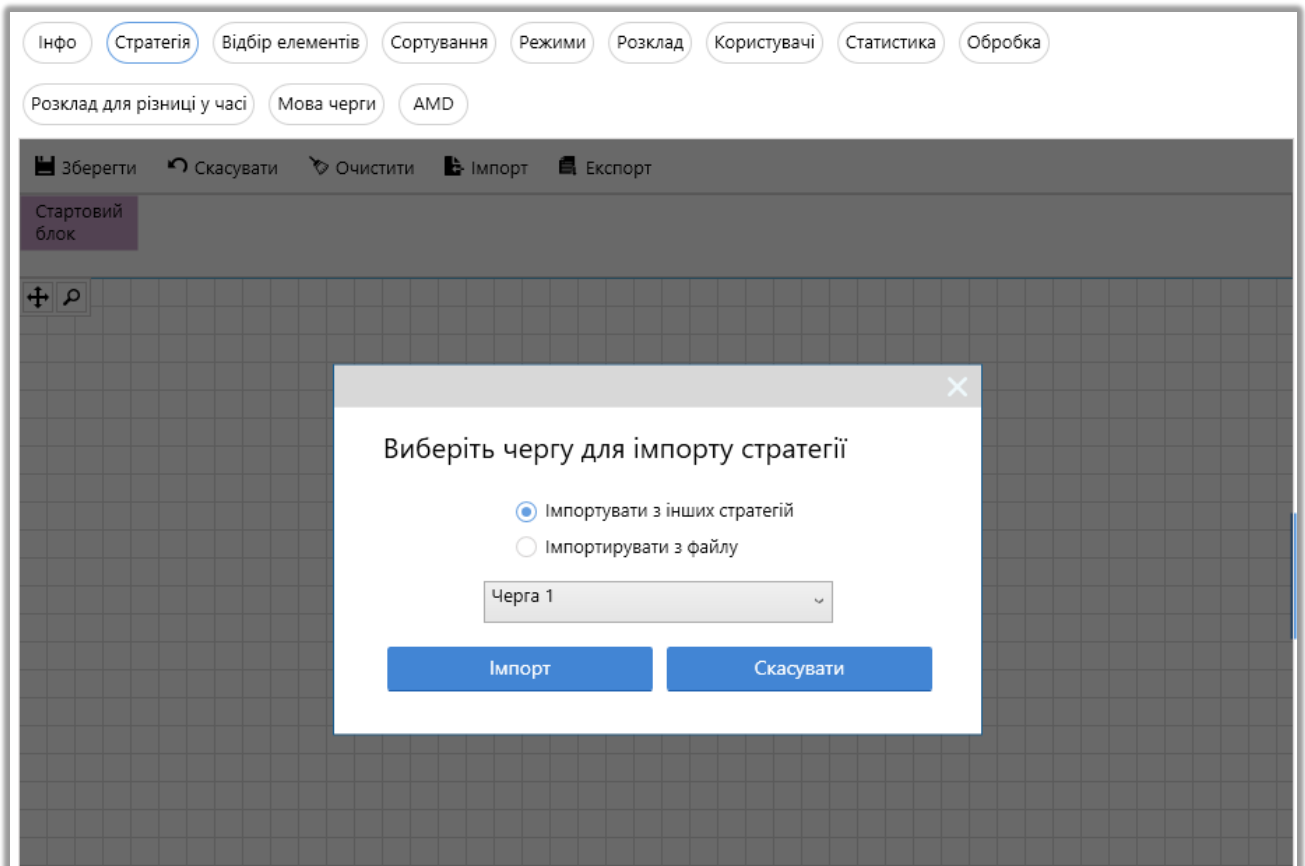 Інфо Стратегія Відбір елементів Сортування Режими Розклад Користувачі Статистика Обробка
Розклад для різниці у часі Мова черги AMD
Зберегти Скасувати Очистити Імпорт Експорт
Стартовий
блок
Виберіть чергу для імпорту стратегії
Імпортувати з інших стратегій
Імпортирувати з файлу
Черга 1
Імпорт Скасувати